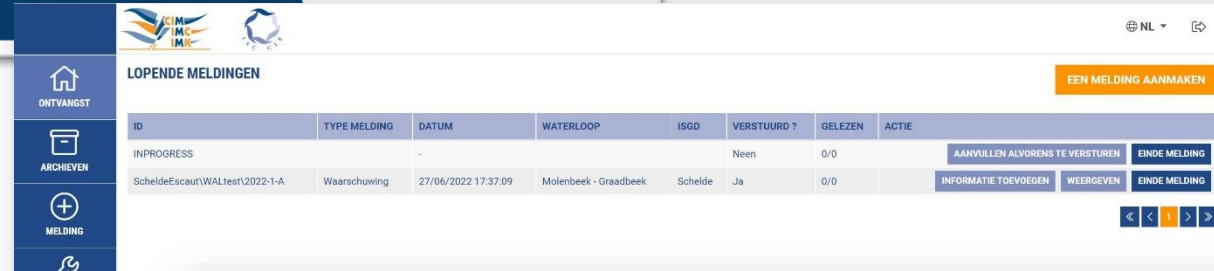 CIM
IMC
IMK
NL
ONTVANGST
ARCHIEVEN
MELDING
LOPENDE MELDINGEN
EEN MELDING AANMAKEN
ID TYPE MELDING DATUM WATERLOOP ISGD VERSTUURD ? GELEZEN ACTIE
INPROGRESS - Neen 0/0 AANVULLEN ALVORENS TE VERSTUREN EINDE MELDING
ScheldeEscaut\WALtest\2022-1-A Waarschuwing 27/06/2022 17:37:09 Molenbeek - Graadbeek Schelde Ja 0/0 INFORMATIE TOEVOEGEN WEERGEVEN EINDE MELDING
« < 1 > »